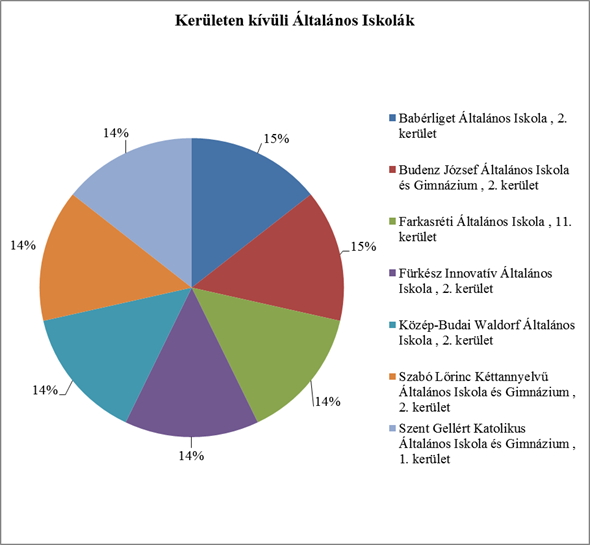 Kerületen kívüli Általános Iskolák
14%
15%
15%
14%
14%
14%
14%
Babérliget Általános Iskola , 2.
kerület
Budenz József Általános Iskola
és Gimnázium , 2. kerület
Farkasréti Általános Iskola , 11.
kerület
Fürkész Innovatív Általános
Iskola , 2. kerület
Közép-Budai Waldorf Általános
Iskola , 2. kerület
Szabó Lőrinc Kéttannyelvű
Általános Iskola és Gimnázium ,
2. kerület
Szent Gellért Katolikus
Általános Iskola és Gimnázium ,
1. kerület